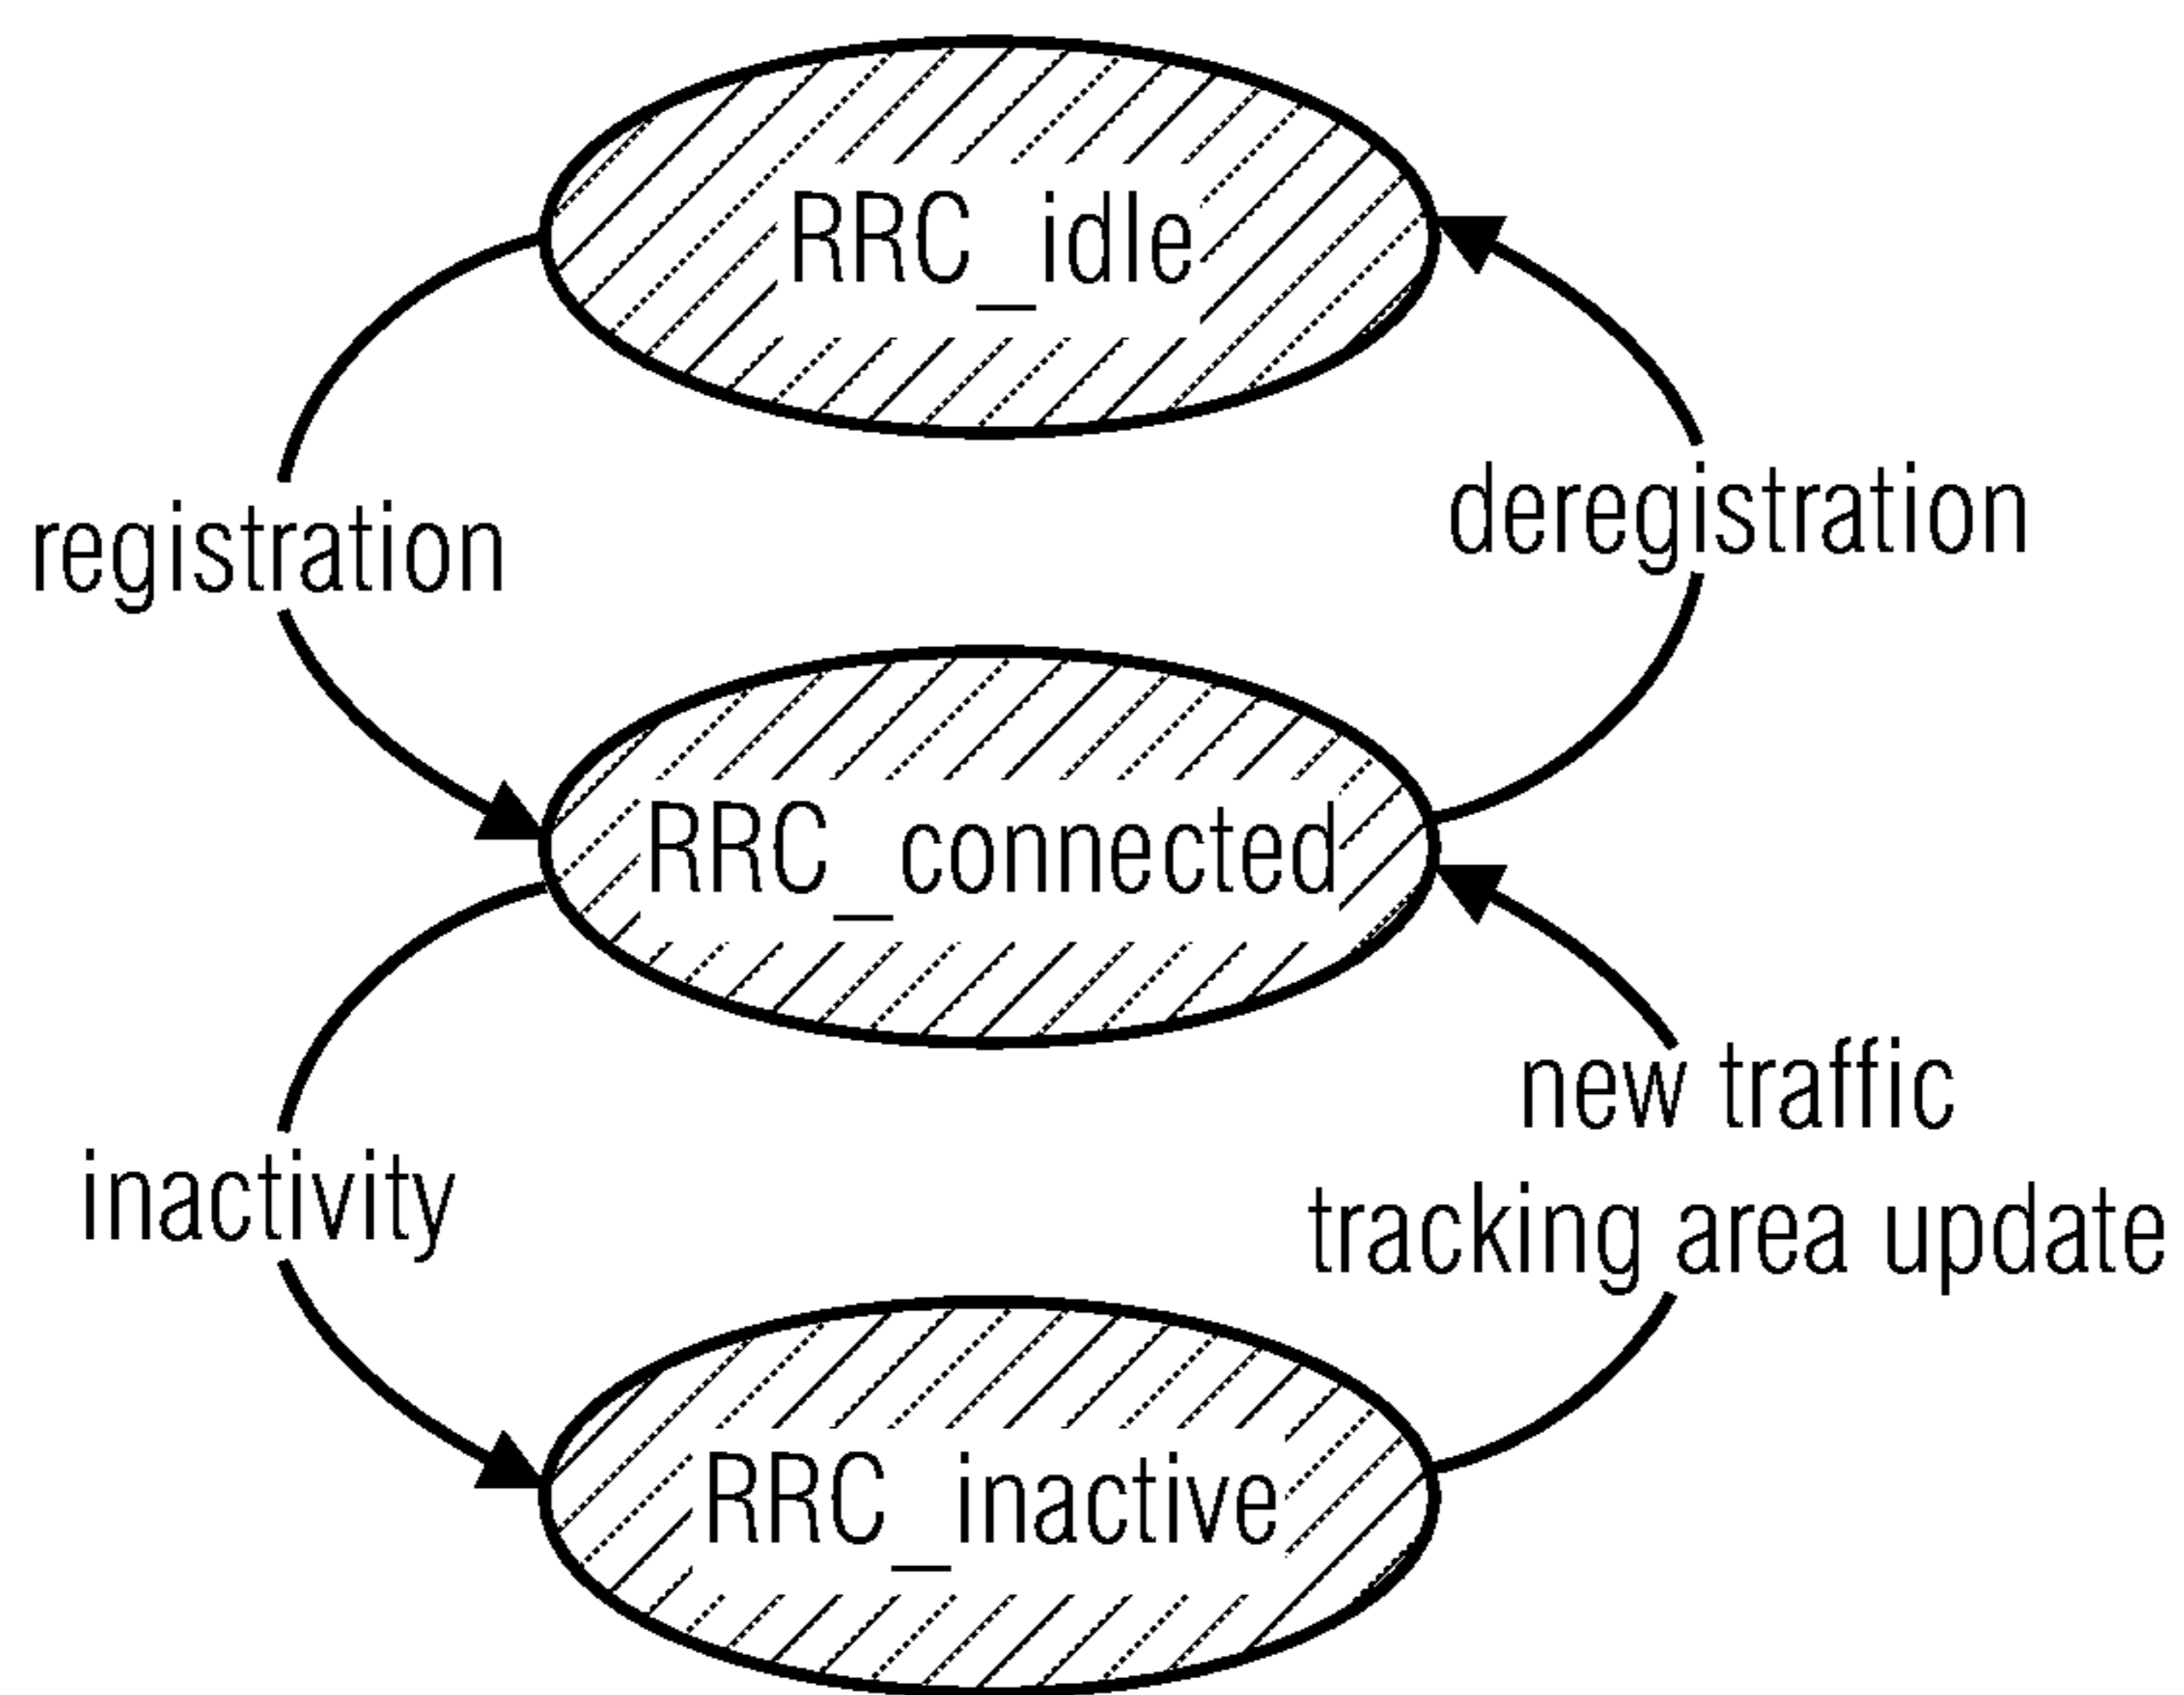 RRC_idle
registration
deregistration
RRC_connected
inactivity
new traffic
tracking area update
RRC_inactive